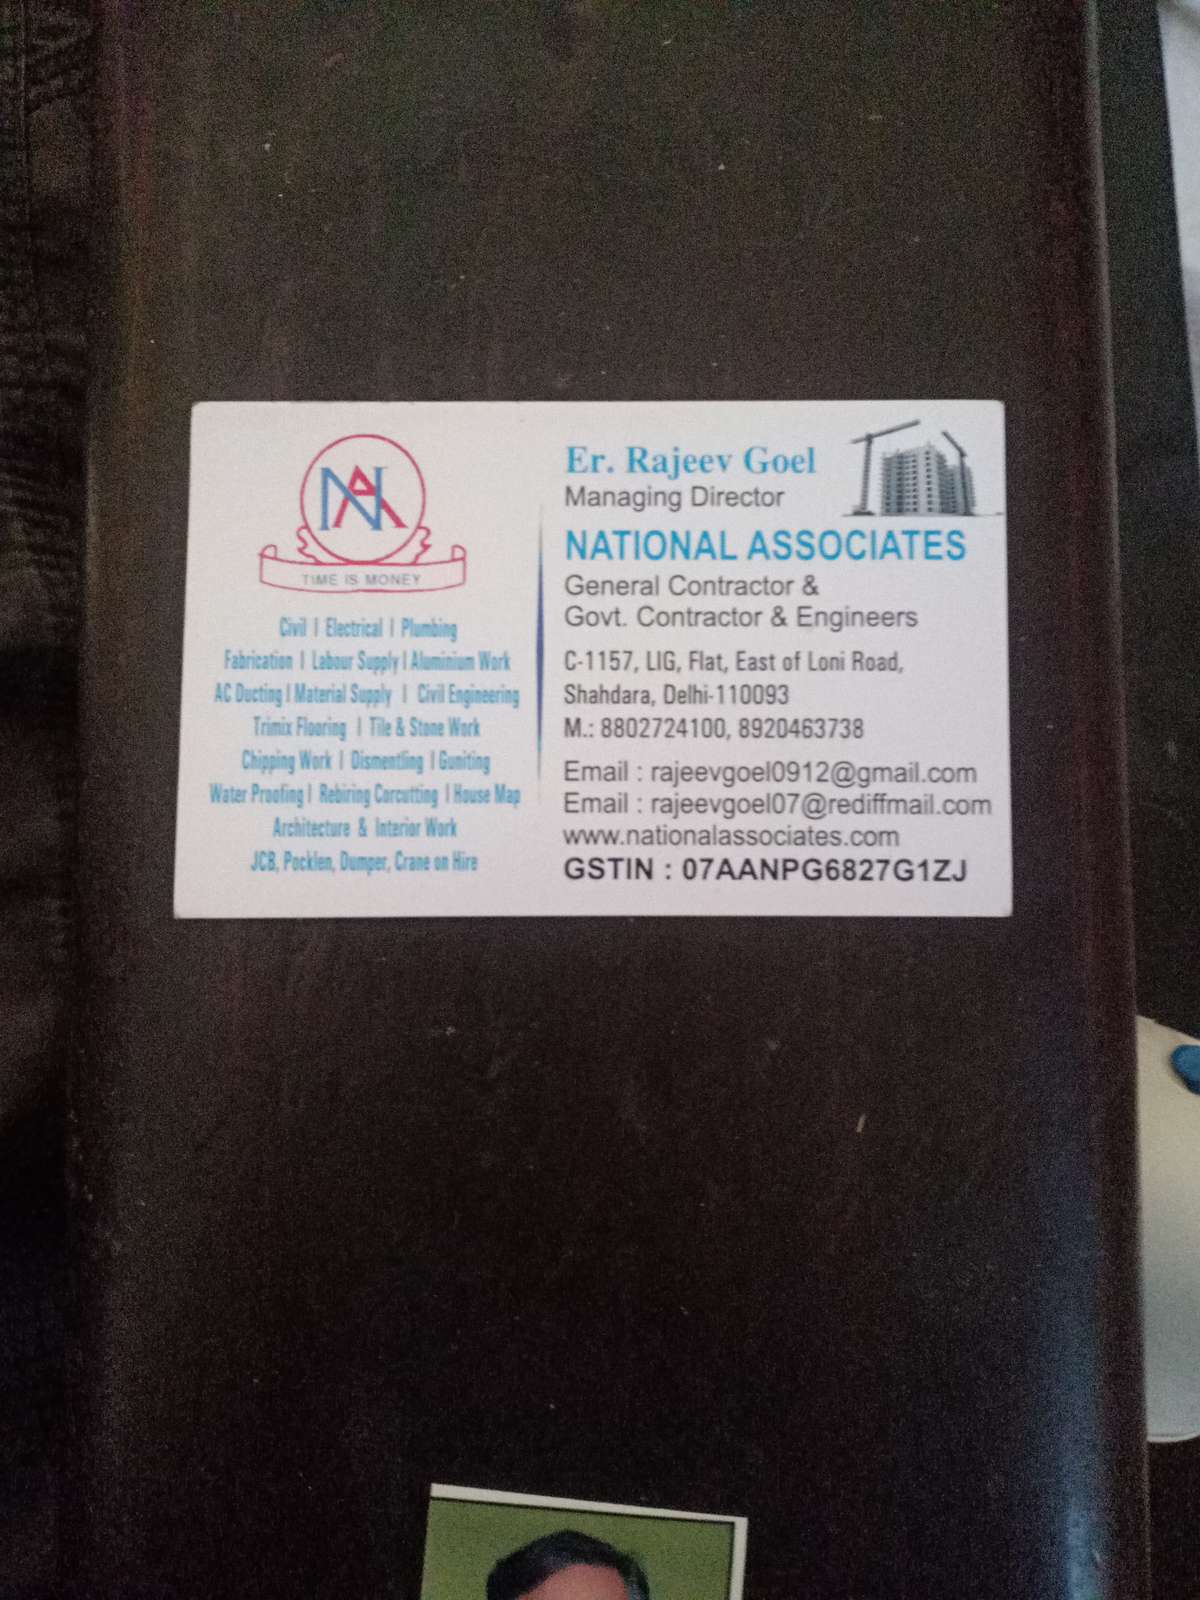 NA
TIME IS MONEY
Civil | Electrical | Plumbing
Fabrication | Labour Supply | Aluminium Work
AC Ducting | Material Supply | Civil Engineering
Trimix Flooring | Tile & Stone Work
Chipping Work | Dismentling | Guniting
Water Proofing | Rebiring Corcutting | House Map
Architecture & Interior Work
JCB, Pocklen, Dumper, Crane on Hire
Er. Rajeev Goel
Managing Director
NATIONAL ASSOCIATES
General Contractor &
Govt. Contractor & Engineers
C-1157, LIG, Flat, East of Loni Road,
Shahdara, Delhi-110093
M.: 8802724100, 8920463738
Email : rajeevgoel0912@gmail.com
Email : rajeevgoel07@rediffmail.com
www.nationalassociates.com
GSTIN : 07AANPG6827G1ZJ